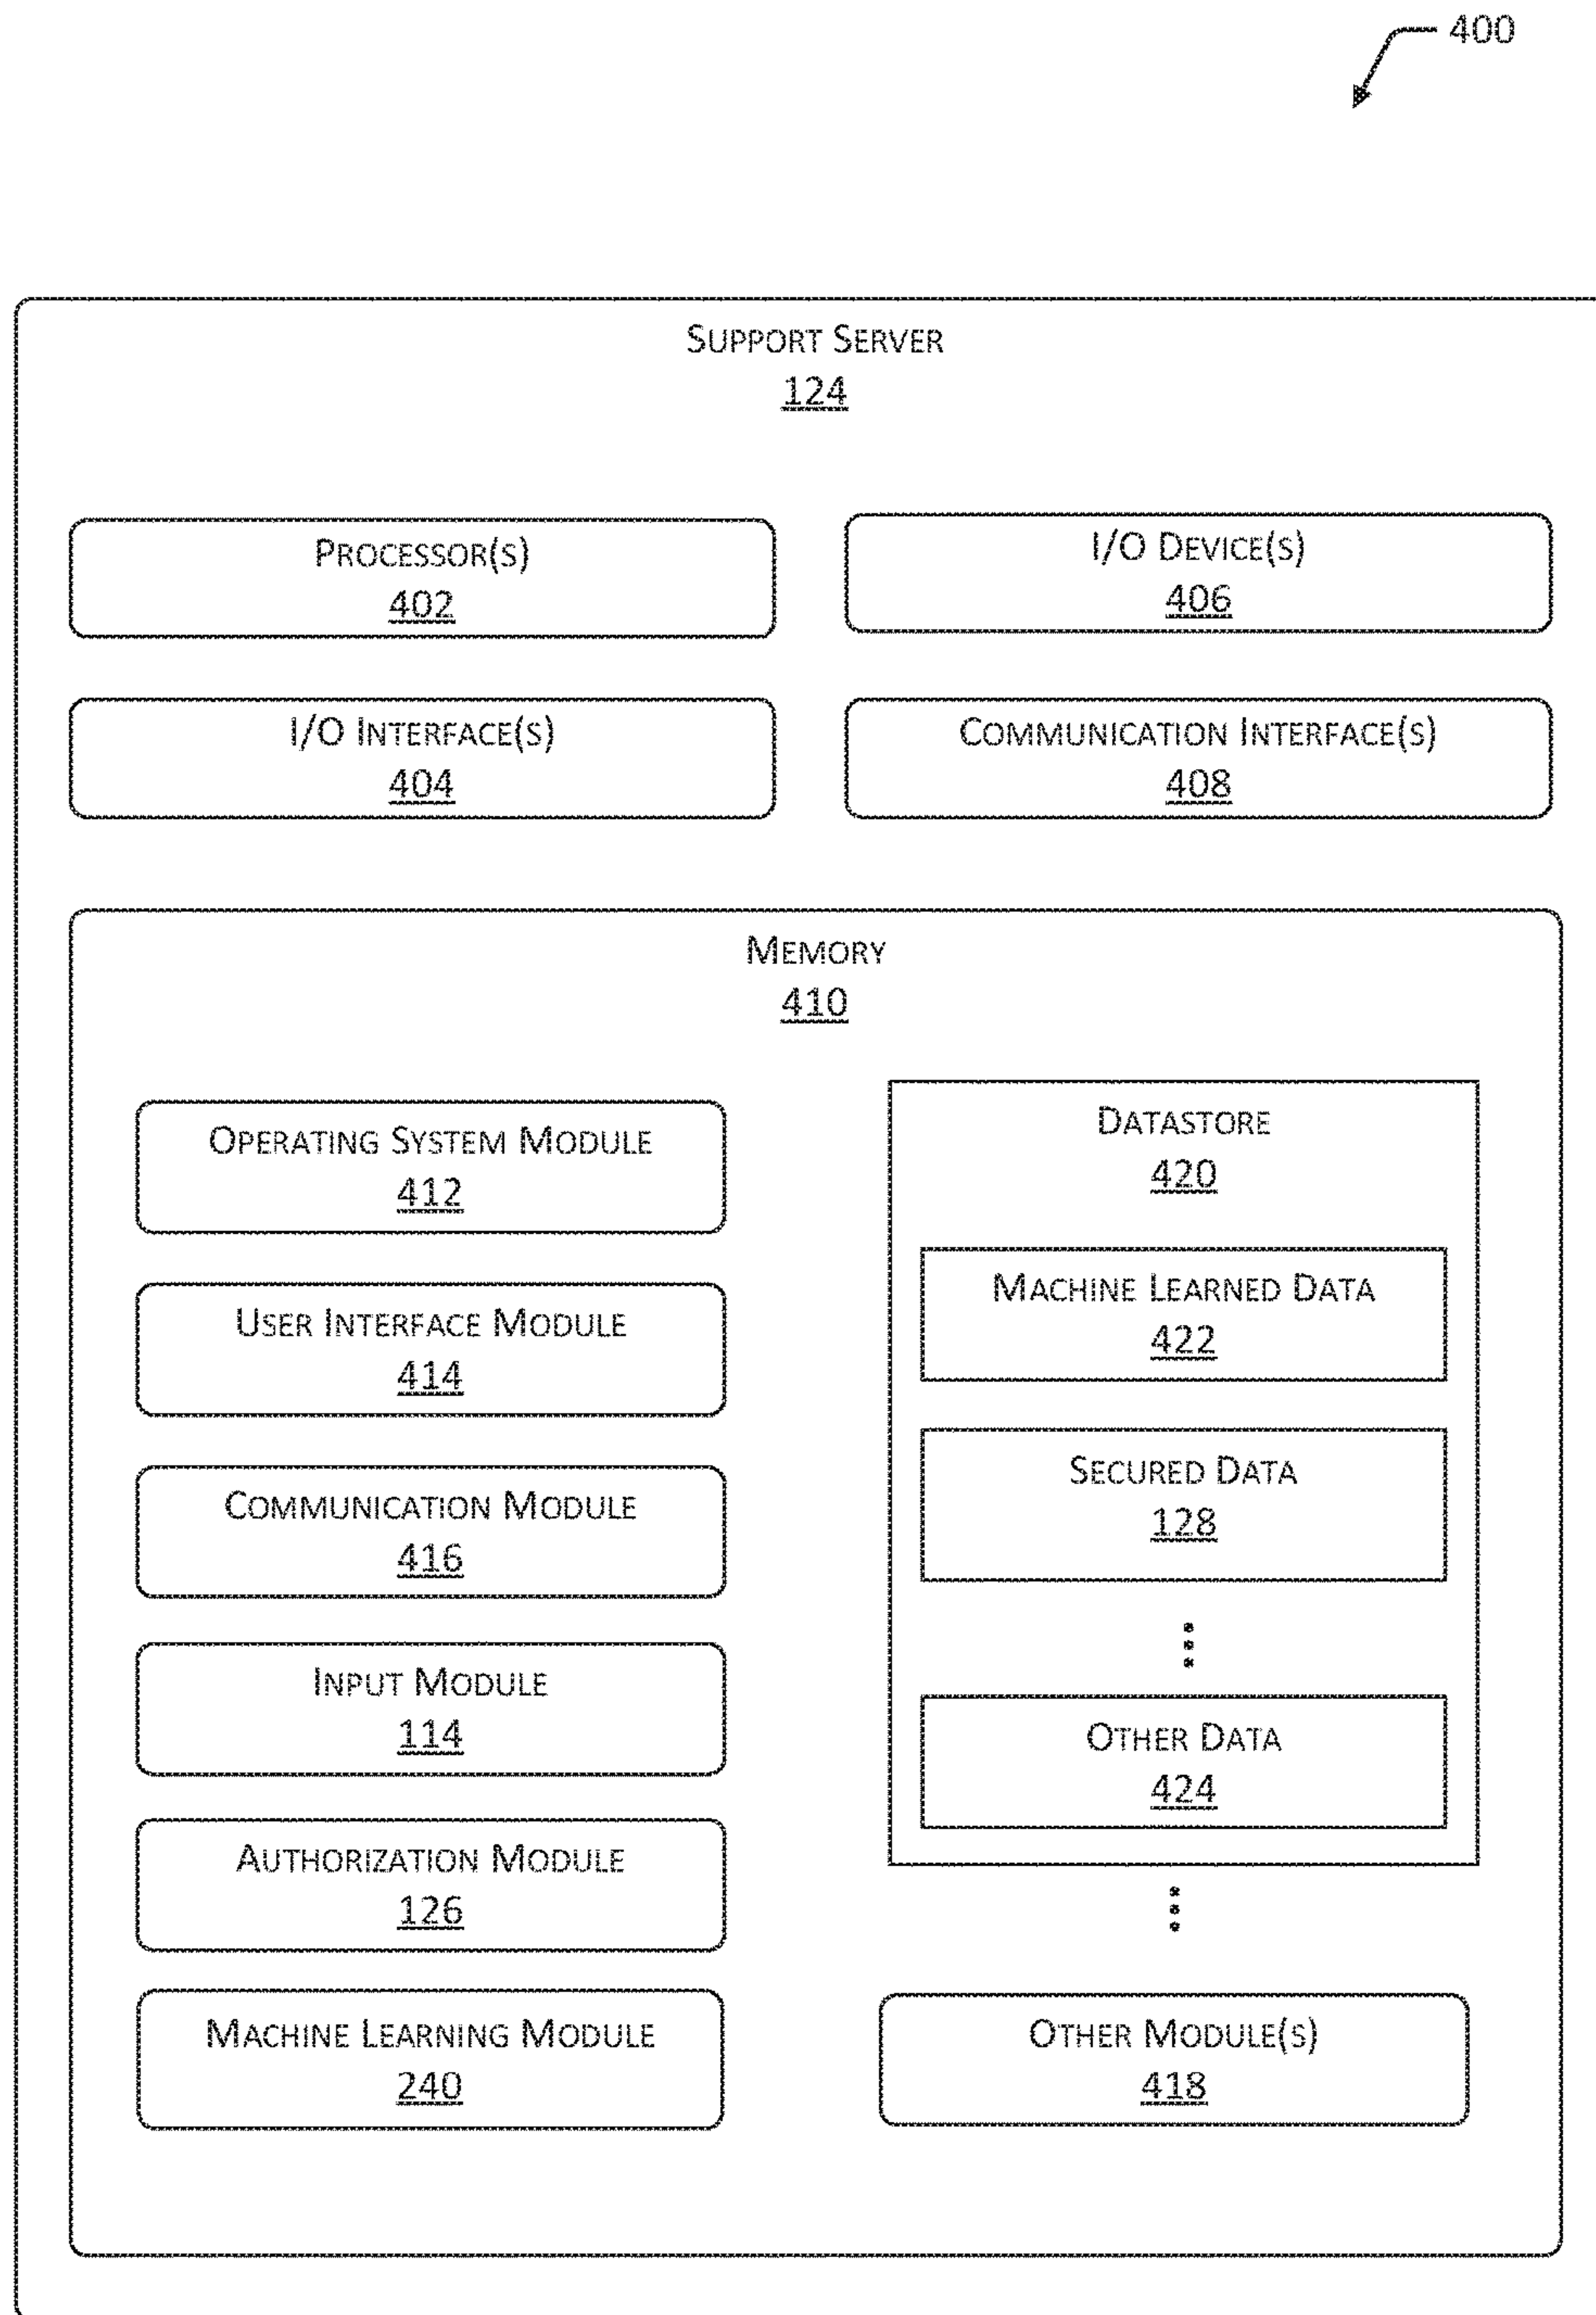 400
SUPPORT SERVER
124
PROCESSOR(S)
402
I/O DEVICE(S)
406
I/O INTERFACE(S)
404
COMMUNICATION INTERFACE(S)
408
MEMORY
410
OPERATING SYSTEM MODULE
412
USER INTERFACE MODULE
414
COMMUNICATION MODULE
416
INPUT MODULE
114
AUTHORIZATION MODULE
126
MACHINE LEARNING MODULE
240
DATASTORE
420
MACHINE LEARNED DATA
422
SECURED DATA
128
OTHER DATA
424
OTHER MODULE(S)
418